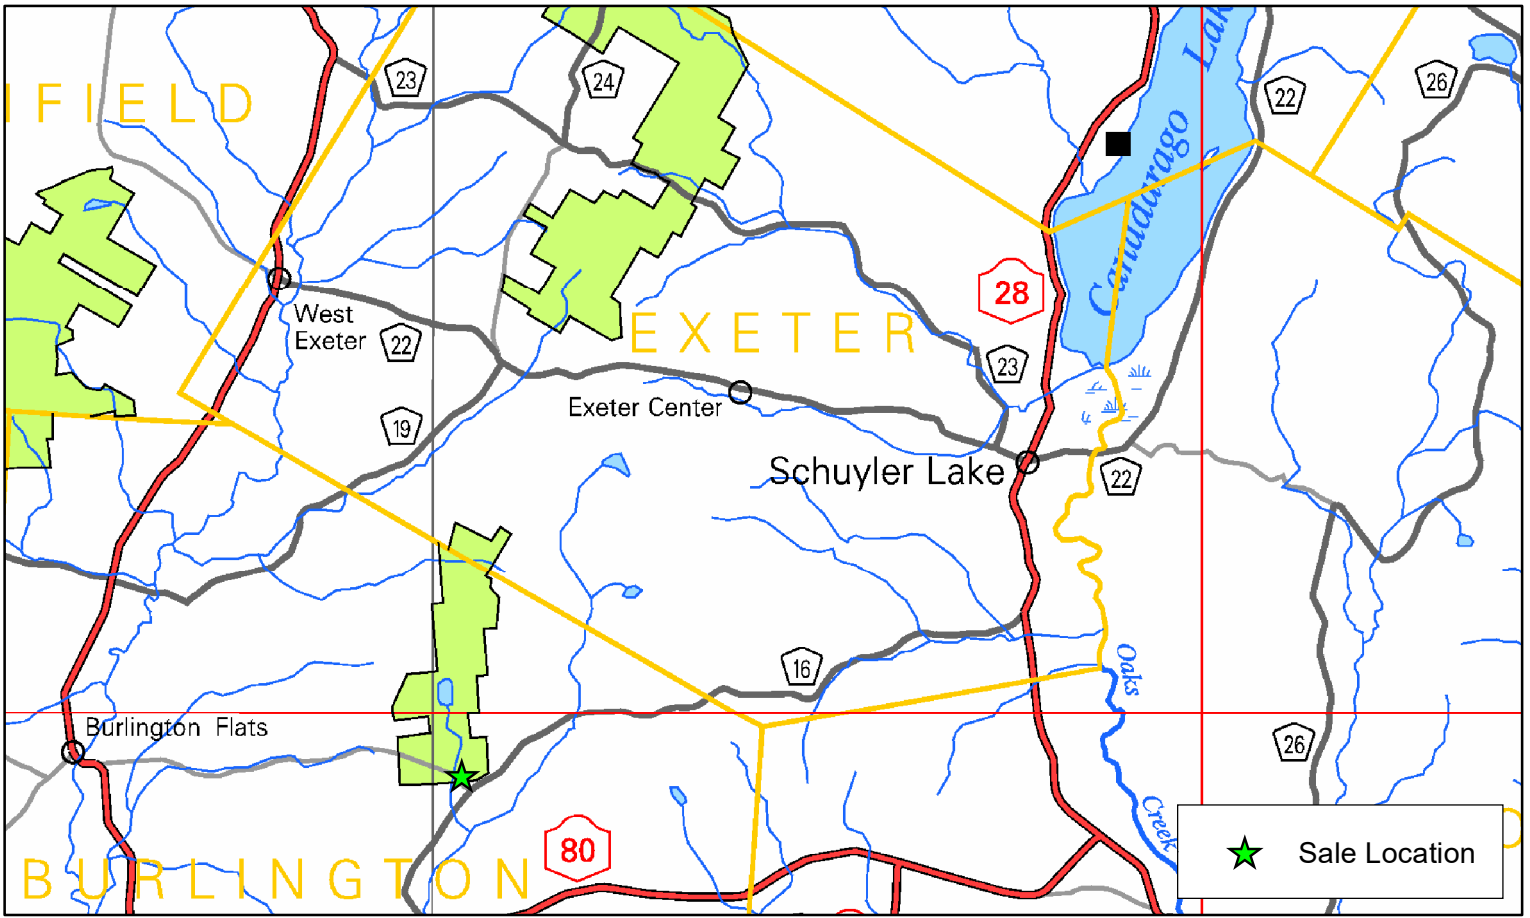 Lak
23
24
22
26
IFIELD
Canadarago
28
West
Exeter
22
EXETER
23
Exeter Center
19
Schuyler Lake
22
16
Oaks
Burlington Flats
26
Creek
80
BURLINGTON
Sale Location